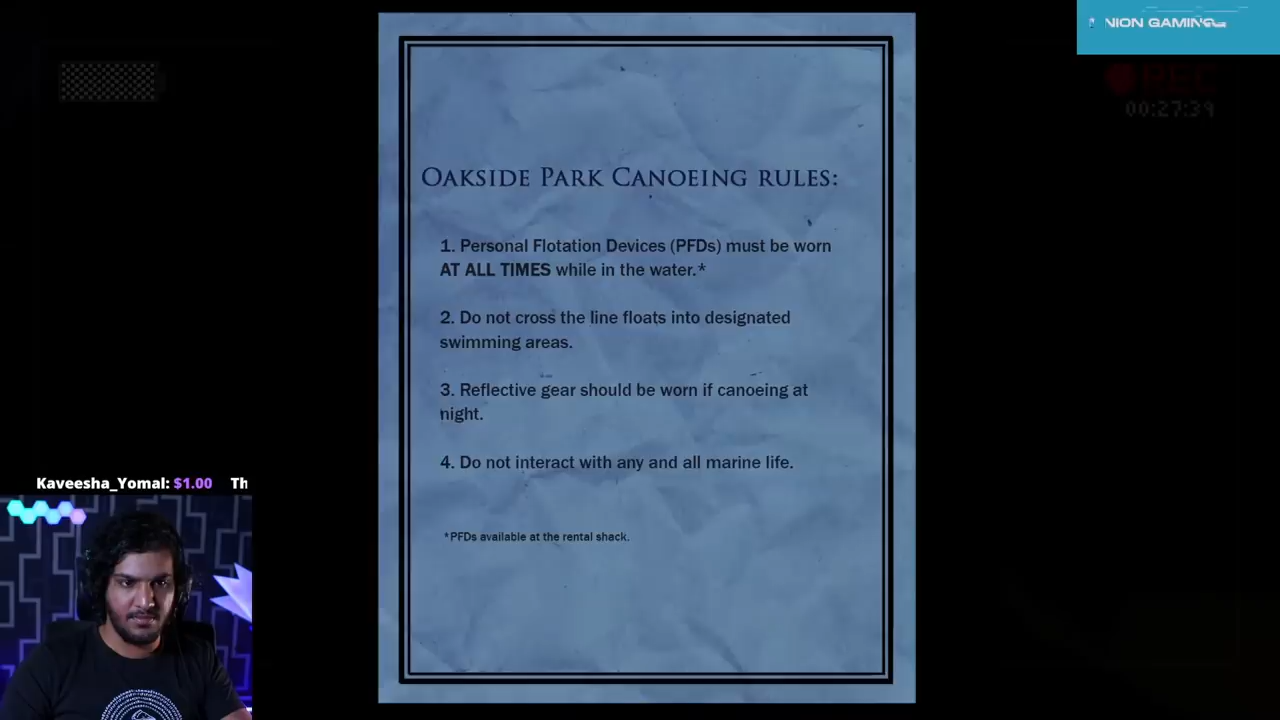 NION GAMING
REC
00:27:39
OAKSIDE PARK CANOEING RULES:
1. Personal Flotation Devices (PFDs) must be worn
AT ALL TIMES while in the water.*
2. Do not cross the line floats into designated
swimming areas.
3. Reflective gear should be worn if canoeing at
night.
4. Do not interact with any and all marine life.
*PFDs available at the rental shack.
Kaveesha_Yomal: $1.00 Th